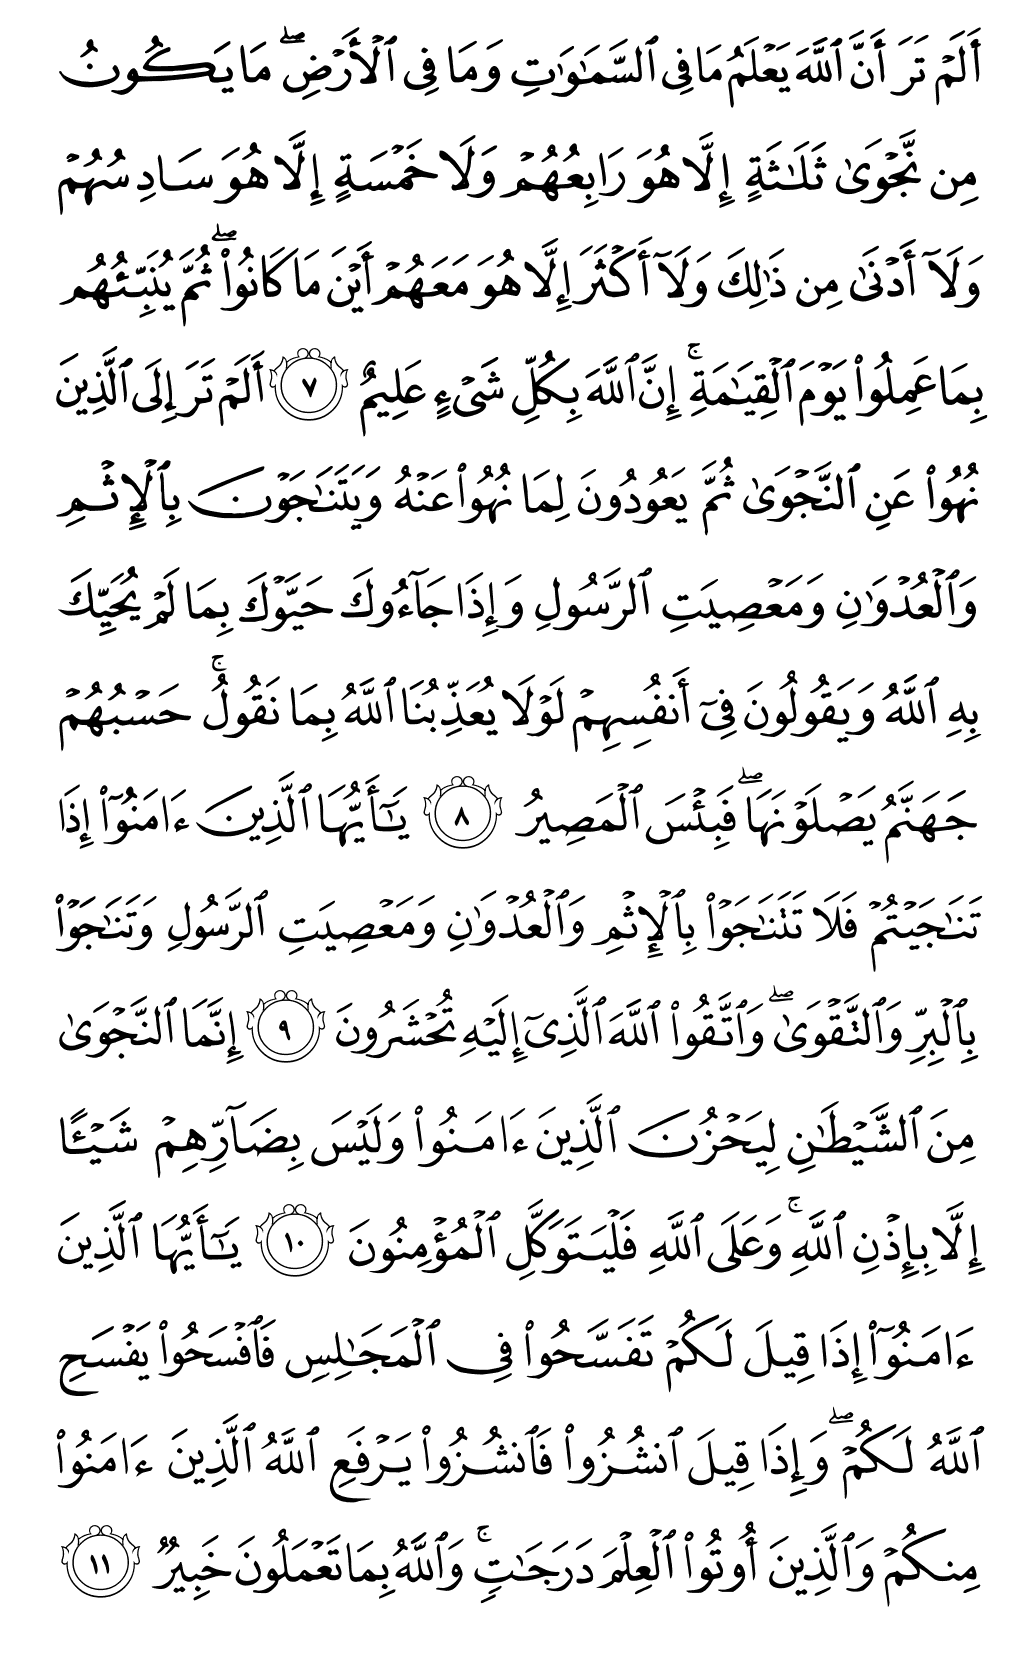 أَلَمۡ تَرَ أَنَّ ٱللَّهَ يَعۡلَمُ مَا فِي ٱلسَّمَٰوَٰتِ وَمَا فِي ٱلۡأَرۡضِۖ مَا يَكُونُ
مِن نَّجۡوَىٰ ثَلَٰثَةٍ إِلَّا هُوَ رَابِعُهُمۡ وَلَا خَمۡسَةٍ إِلَّا هُوَ سَادِسُهُمۡ
وَلَآ أَدۡنَىٰ مِن ذَٰلِكَ وَلَآ أَكۡثَرَ إِلَّا هُوَ مَعَهُمۡ أَيۡنَ مَا كَانُواْۖ ثُمَّ يُنَبِّئُهُم
بِمَا عَمِلُواْ يَوۡمَ ٱلۡقِيَٰمَةِۚ إِنَّ ٱللَّهَ بِكُلِّ شَيۡءٍ عَلِيمٌ ٧ أَلَمۡ تَرَ إِلَى ٱلَّذِينَ
نُهُواْ عَنِ ٱلنَّجۡوَىٰ ثُمَّ يَعُودُونَ لِمَا نُهُواْ عَنۡهُ وَيَتَنَٰجَوۡنَ بِٱلۡإِثۡمِ
وَٱلۡعُدۡوَٰنِ وَمَعۡصِيَتِ ٱلرَّسُولِ وَإِذَا جَآءُوكَ حَيَّوۡكَ بِمَا لَمۡ يُحَيِّكَ
بِهِ ٱللَّهُ وَيَقُولُونَ فِيٓ أَنفُسِهِمۡ لَوۡلَا يُعَذِّبُنَا ٱللَّهُ بِمَا نَقُولُۚ حَسۡبُهُمۡ
جَهَنَّمُ يَصۡلَوۡنَهَاۖ فَبِئۡسَ ٱلۡمَصِيرُ ٨ يَٰٓأَيُّهَا ٱلَّذِينَ ءَامَنُوٓاْ إِذَا
تَنَٰجَيۡتُمۡ فَلَا تَتَنَٰجَوۡاْ بِٱلۡإِثۡمِ وَٱلۡعُدۡوَٰنِ وَمَعۡصِيَتِ ٱلرَّسُولِ وَتَنَٰجَوۡاْ
بِٱلۡبِرِّ وَٱلتَّقۡوَىٰۖ وَٱتَّقُواْ ٱللَّهَ ٱلَّذِيٓ إِلَيۡهِ تُحۡشَرُونَ ٩ إِنَّمَا ٱلنَّجۡوَىٰ
مِنَ ٱلشَّيۡطَٰنِ لِيَحۡزُنَ ٱلَّذِينَ ءَامَنُواْ وَلَيۡسَ بِضَآرِّهِمۡ شَيۡـًٔا
إِلَّا بِإِذۡنِ ٱللَّهِۚ وَعَلَى ٱللَّهِ فَلۡيَتَوَكَّلِ ٱلۡمُؤۡمِنُونَ ١٠ يَٰٓأَيُّهَا ٱلَّذِينَ
ءَامَنُوٓاْ إِذَا قِيلَ لَكُمۡ تَفَسَّحُواْ فِي ٱلۡمَجَٰلِسِ فَٱفۡسَحُواْ يَفۡسَحِ
ٱللَّهُ لَكُمۡۖ وَإِذَا قِيلَ ٱنشُزُواْ فَٱنشُزُواْ يَرۡفَعِ ٱللَّهُ ٱلَّذِينَ ءَامَنُواْ
مِنكُمۡ وَٱلَّذِينَ أُوتُواْ ٱلۡعِلۡمَ دَرَجَٰتٖۚ وَٱللَّهُ بِمَا تَعۡمَلُونَ خَبِيرٞ ١١